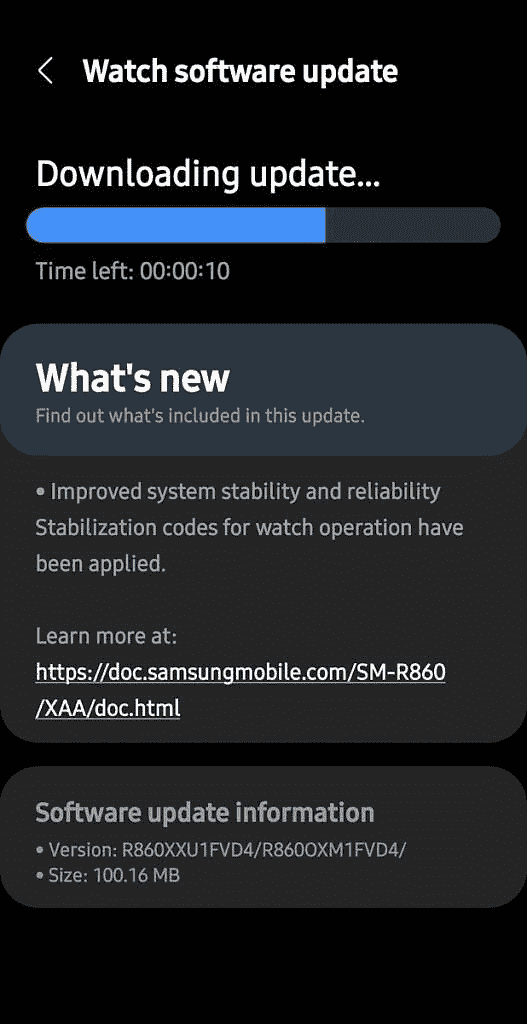 Watch software update
Downloading update...
Time left: 00:00:10
What's new
Find out what's included in this update.
• Improved system stability and reliability
Stabilization codes for watch operation have
been applied.
Learn more at:
https://doc.samsungmobile.com/SM-R860
/XAA/doc.html
Software update information
• Version: R860XXU1FVD4/R860OXM1FVD4/
• Size: 100.16 MB